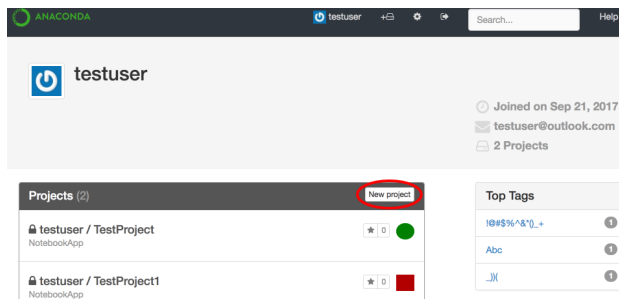 ANACONDA
testuser
Search...
Help
testuser
Joined on Sep 21, 2017
testuser@outlook.com
2 Projects
Projects (2)
New project
testuser / TestProject
0
NotebookApp
testuser / TestProject1
0
NotebookApp
Top Tags
!@#$%^&*()_+
1
Abc
1
_)(
1